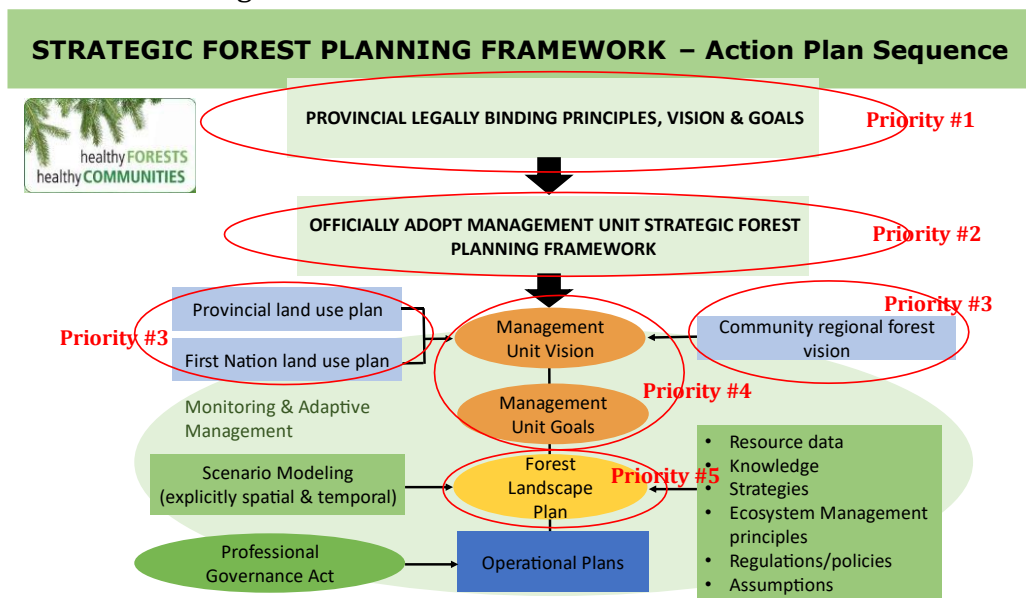 STRATEGIC FOREST PLANNING FRAMEWORK – Action Plan Sequence
healthy FORESTS
healthy COMMUNITIES
PROVINCIAL LEGALLY BINDING PRINCIPLES, VISION & GOALS
Priority #1
OFFICIALLY ADOPT MANAGEMENT UNIT STRATEGIC FOREST
PLANNING FRAMEWORK
Priority #2
Provincial land use plan
First Nation land use plan
Priority #3
Management
Unit Vision
Priority #3
Community regional forest
vision
Management
Unit Goals
Priority #4
Monitoring & Adaptive
Management
Scenario Modeling
(explicitly spatial & temporal)
Forest
Landscape
Plan
Priority #5
• Resource data
• Knowledge
• Strategies
• Ecosystem Management
principles
• Regulations/policies
• Assumptions
Professional
Governance Act
Operational Plans